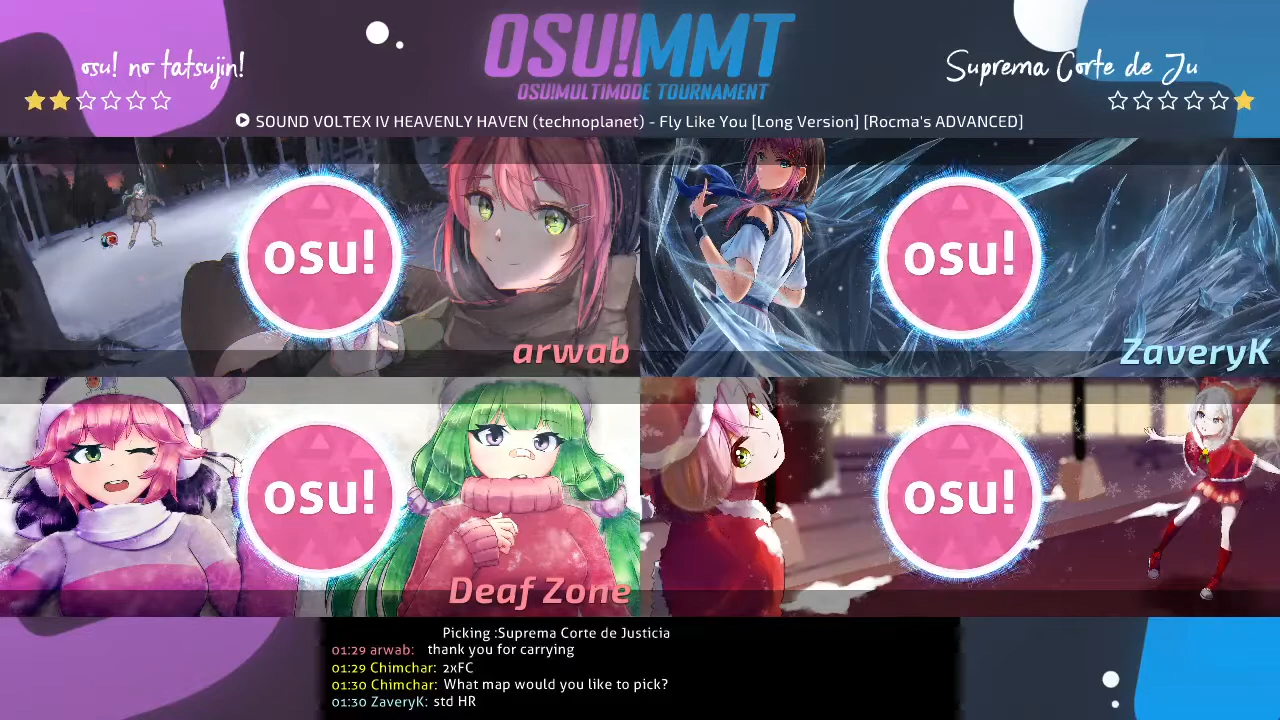 OSU!MMT
OSU!MULTIMODE TOURNAMENT
osu! no tatsujin!
Suprema Corte de Ju
SOUND VOLTEX IV HEAVENLY HAVEN (technoplanet) - Fly Like You [Long Version] [Rocma's ADVANCED]
osu!
osu!
arwab
ZaveryK
osu!
osu!
Deaf Zone
Picking :Suprema Corte de Justicia
01:29 arwab: thank you for carrying
01:29 Chimchar: 2xFC
01:30 Chimchar: What map would you like to pick?
01:30 ZaveryK: std HR